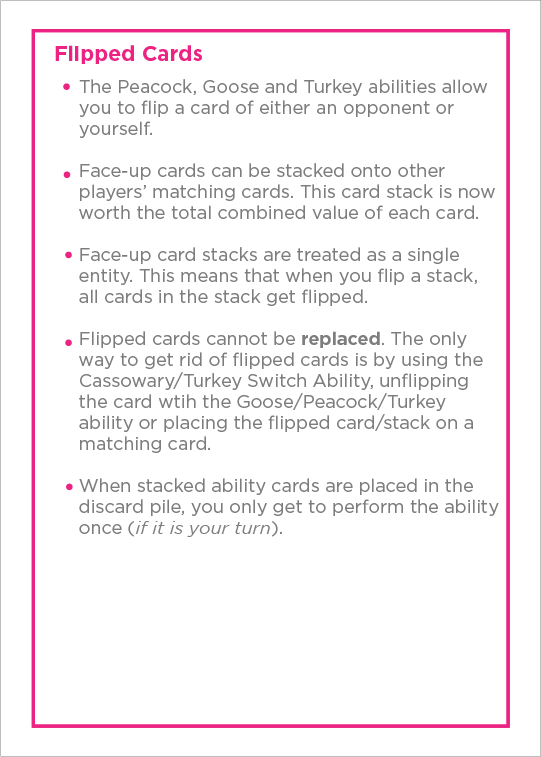 Flipped Cards
• The Peacock, Goose and Turkey abilities allow
you to flip a card of either an opponent or
yourself.
• Face-up cards can be stacked onto other
players’ matching cards. This card stack is now
worth the total combined value of each card.
• Face-up card stacks are treated as a single
entity. This means that when you flip a stack,
all cards in the stack get flipped.
• Flipped cards cannot be replaced. The only
way to get rid of flipped cards is by using the
Cassowary/Turkey Switch Ability, unflipping
the card wtih the Goose/Peacock/Turkey
ability or placing the flipped card/stack on a
matching card.
• When stacked ability cards are placed in the
discard pile, you only get to perform the ability
once (if it is your turn).